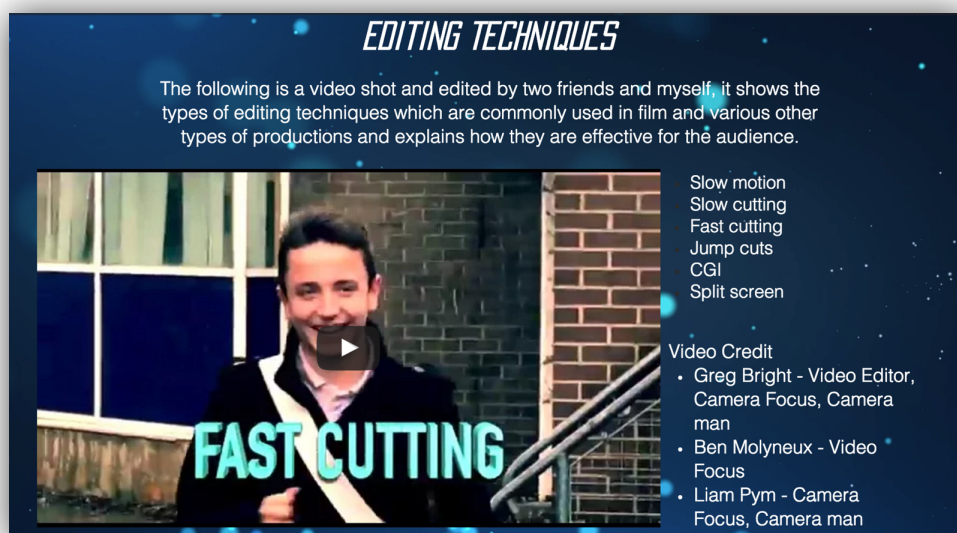 EDITING TECHNIQUES
The following is a video shot and edited by two friends and myself, it shows the
types of editing techniques which are commonly used in film and various other
types of productions and explains how they are effective for the audience.
Slow motion
Slow cutting
Fast cutting
Jump cuts
CGI
Split screen
FAST CUTTING
Video Credit
• Greg Bright - Video Editor,
Camera Focus, Camera
man
• Ben Molyneux - Video
Focus
• Liam Pym - Camera
Focus, Camera man